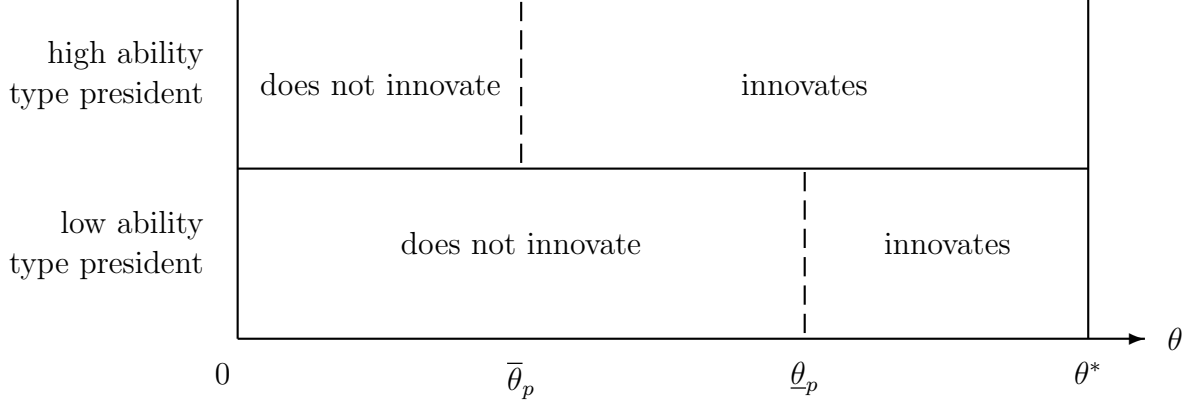 high ability
type president
does not innovate
innovates
low ability
type president
does not innovate
innovates
θ
0
θ̅ₚ
θ̲ₚ
θ*